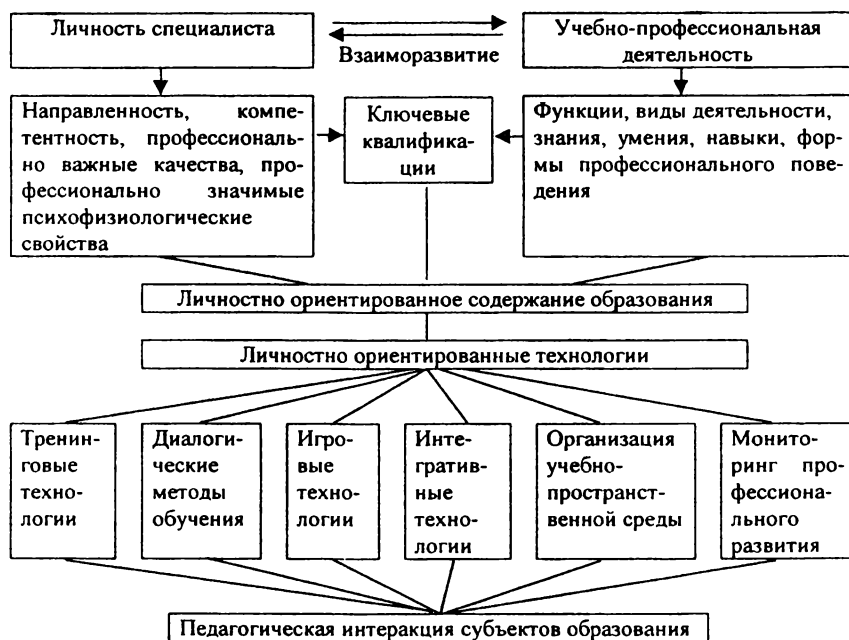 Личность специалиста
Взаиморазвитие
Учебно-профессиональная
деятельность
Направленность, компе-
тентность, профессиональ-
но важные качества, про-
фессионально значимые
психофизиологические
свойства
Ключевые
квалифика-
ции
Функции, виды деятельности,
знания, умения, навыки, фор-
мы профессионального пове-
дения
Личностно ориентированное содержание образования
Личностно ориентированные технологии
Тренин-
говые
техно-
логии
Диалоги-
ческие
методы
обучения
Игро-
вые
техно-
логии
Инте-
гратив-
ные
техно-
логии
Организация
учебно-
пространст-
венной среды
Монито-
ринг про-
фессиона-
льного
развития
Педагогическая интеракция субъектов образования